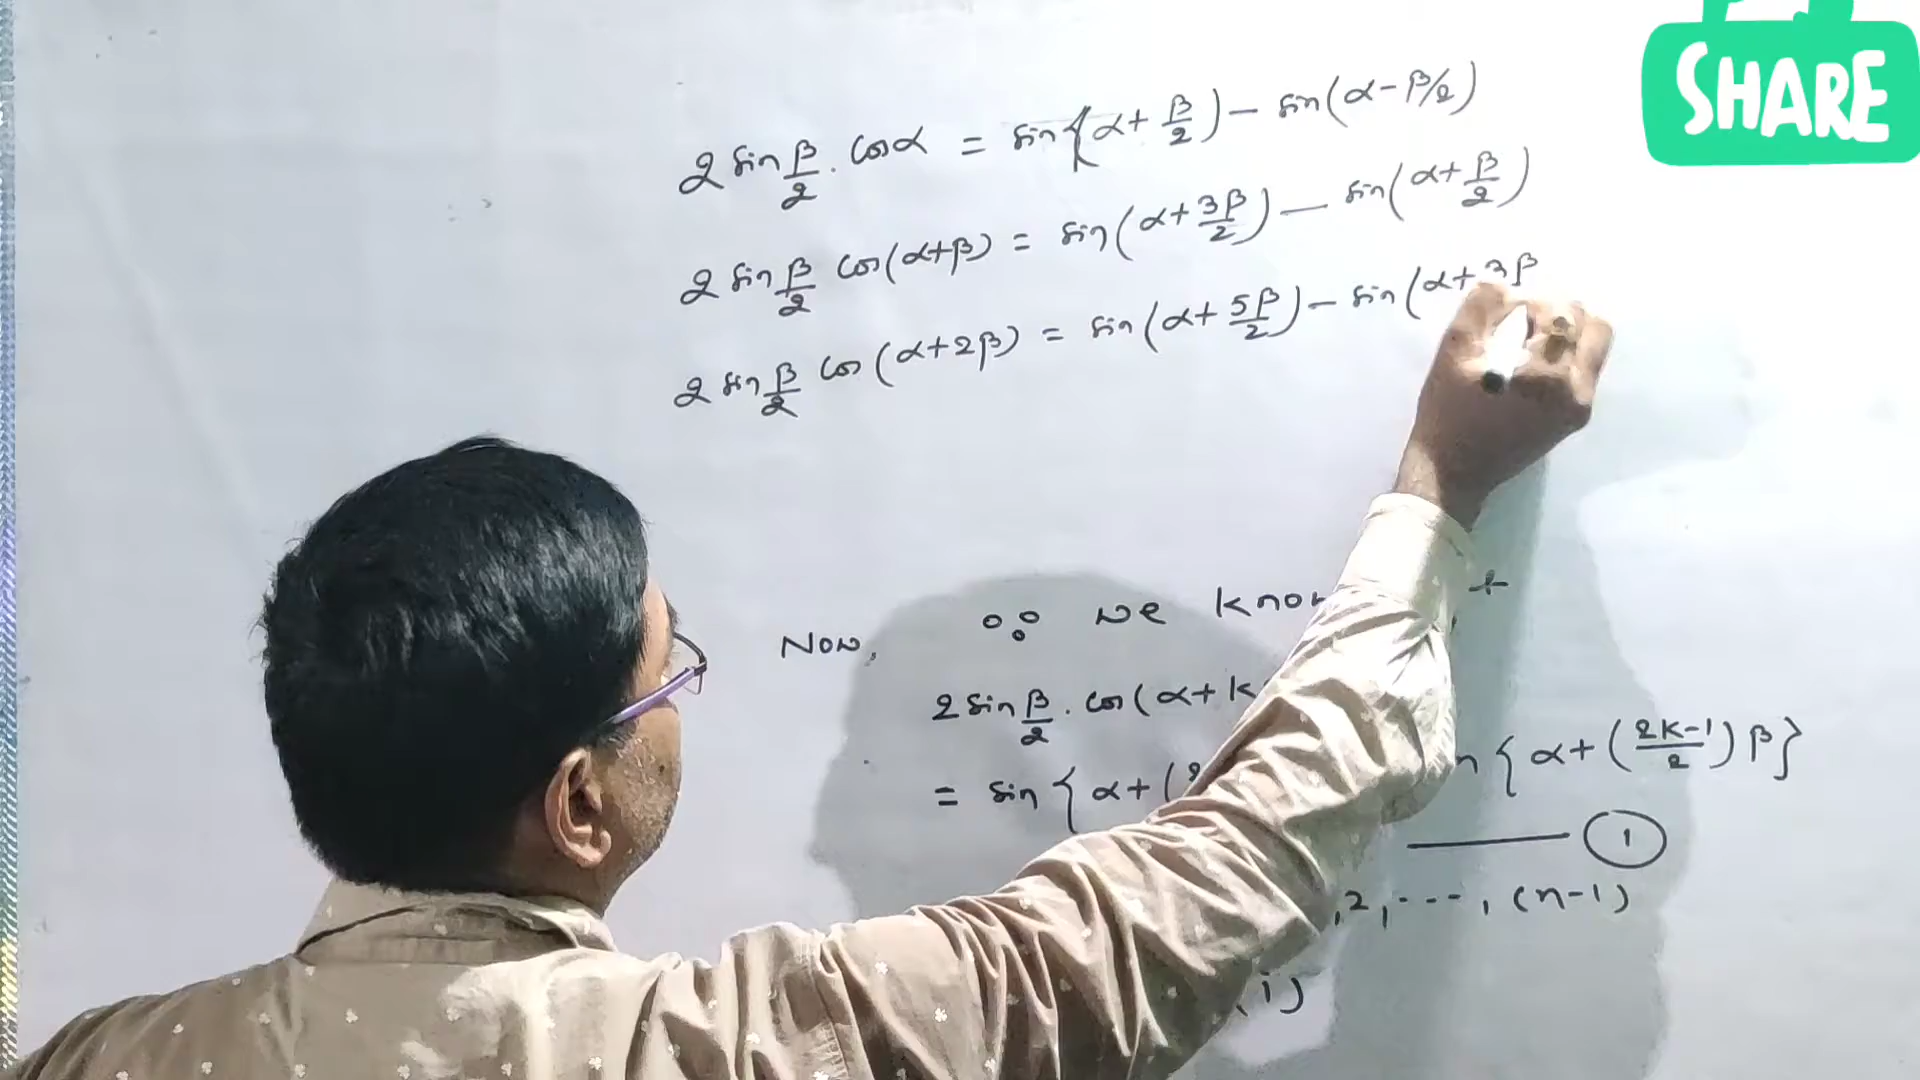 SHARE
2 sin β/2 . cos α = sin{α + β/2) − sin(α − β/2)
2 sin β/2 cos(α+β) = sin(α + 3β/2) − sin(α + β/2)
2 sin β/2 cos(α+2β) = sin(α + 5β/2) − sin(α + 3β
Now, ∵ we
2 sin β/2 . cos(α + k
= sin{α + ( {α + ((2k−1)/2) β}
1
,2, ---, (n−1)